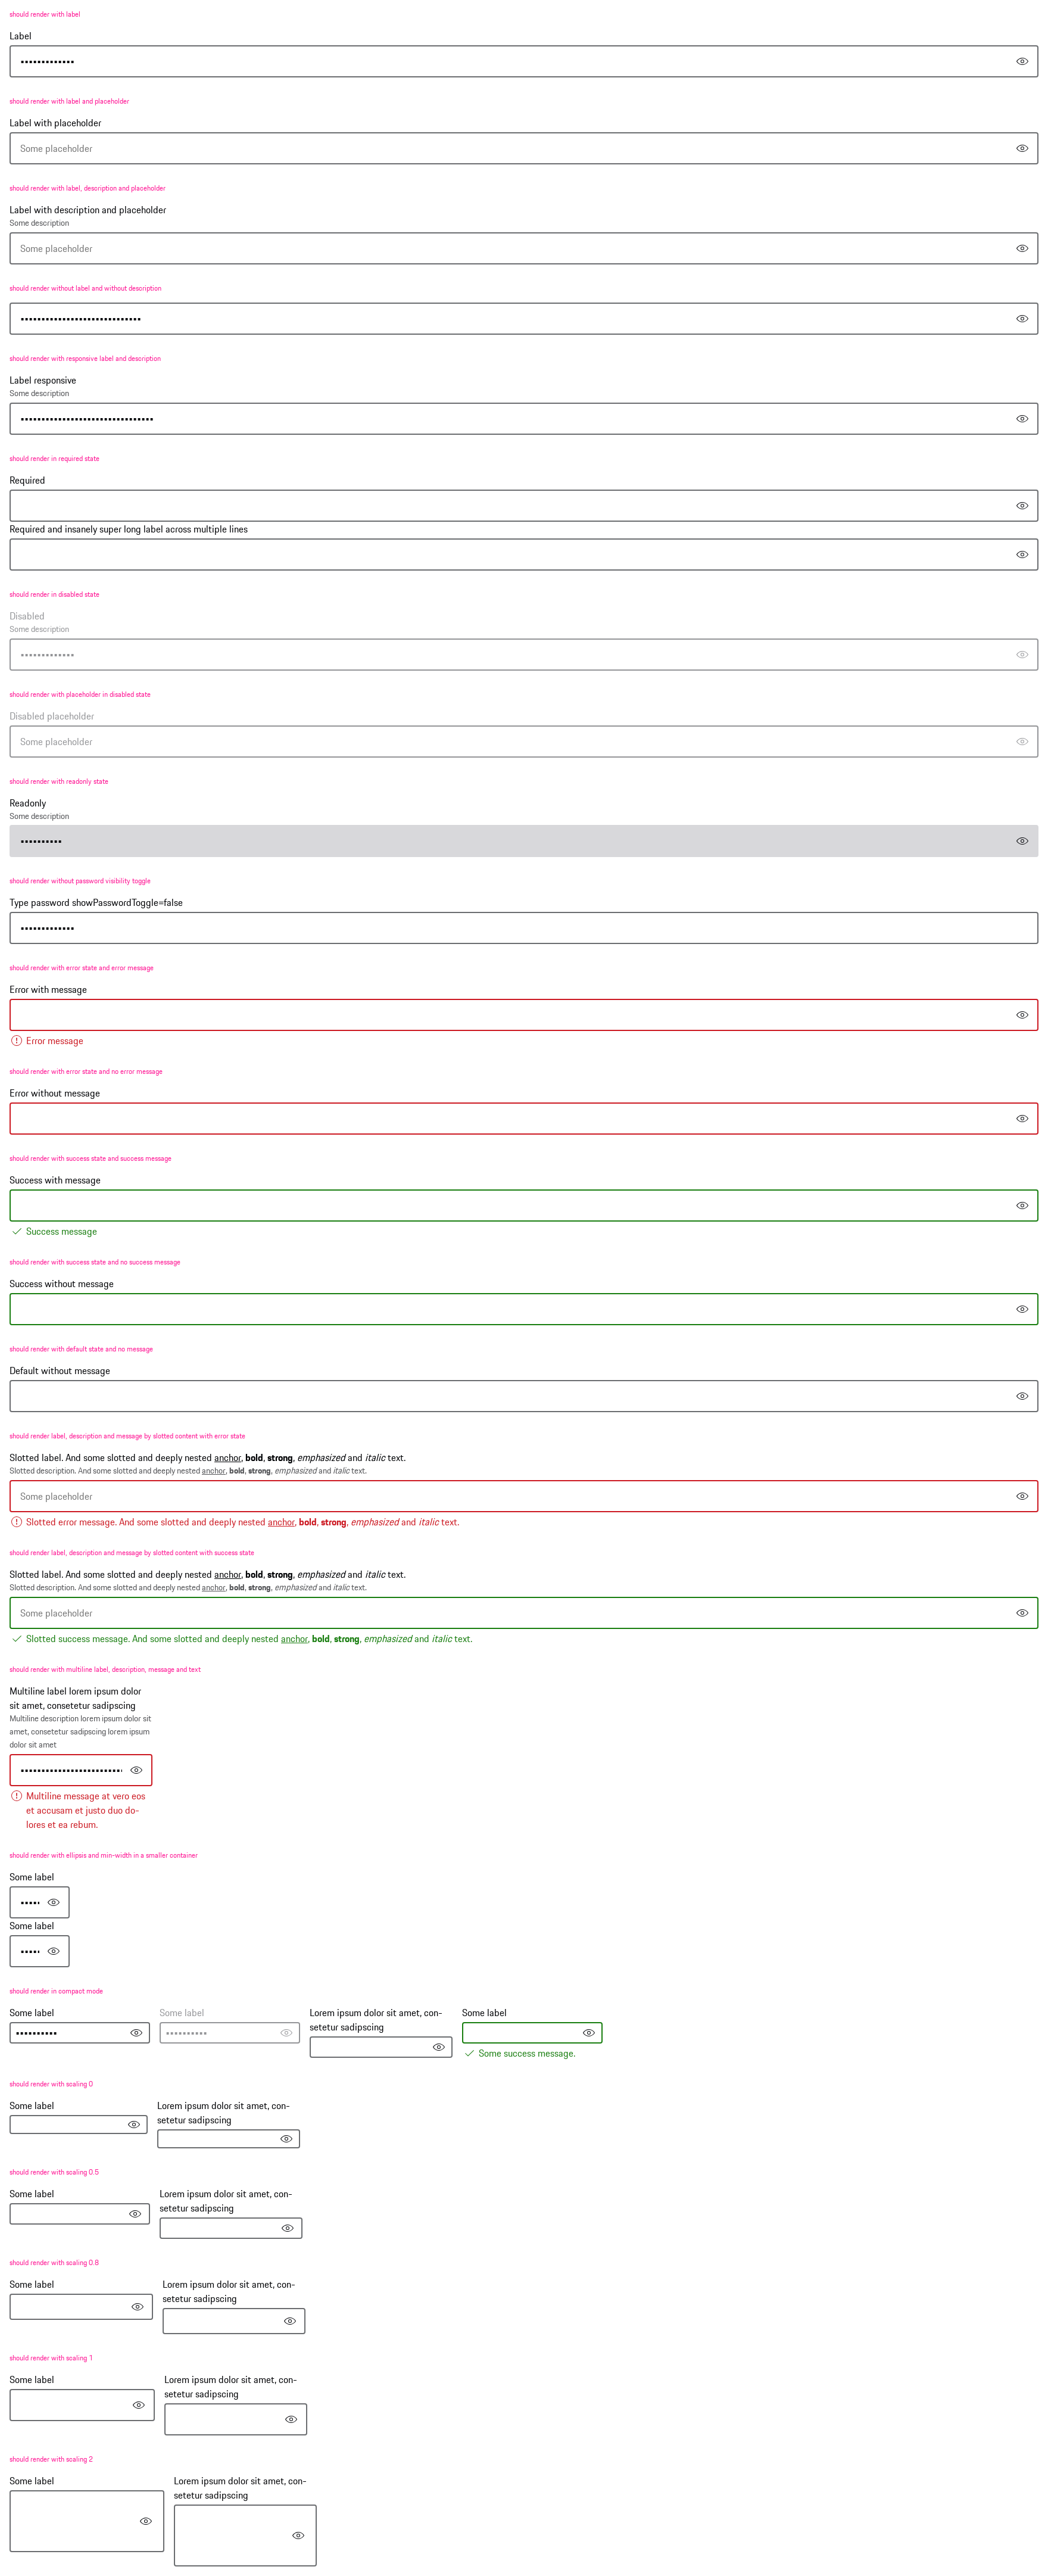 should render with label
Label
•••••••••••••
should render with label and placeholder
Label with placeholder
Some placeholder
should render with label, description and placeholder
Label with description and placeholder
Some description
Some placeholder
should render without label and without description
•••••••••••••••••••••••••••••
should render with responsive label and description
Label responsive
Some description
••••••••••••••••••••••••••••••••
should render in required state
Required
Required and insanely super long label across multiple lines
should render in disabled state
Disabled
Some description
•••••••••••••
should render with placeholder in disabled state
Disabled placeholder
Some placeholder
should render with readonly state
Readonly
Some description
••••••••••
should render without password visibility toggle
Type password showPasswordToggle=false
•••••••••••••
should render with error state and error message
Error with message
Error message
should render with error state and no error message
Error without message
should render with success state and success message
Success with message
Success message
should render with success state and no success message
Success without message
should render with default state and no message
Default without message
should render label, description and message by slotted content with error state
Slotted label. And some slotted and deeply nested anchor, bold, strong, emphasized and italic text.
Slotted description. And some slotted and deeply nested anchor, bold, strong, emphasized and italic text.
Some placeholder
Slotted error message. And some slotted and deeply nested anchor, bold, strong, emphasized and italic text.
should render label, description and message by slotted content with success state
Slotted label. And some slotted and deeply nested anchor, bold, strong, emphasized and italic text.
Slotted description. And some slotted and deeply nested anchor, bold, strong, emphasized and italic text.
Some placeholder
Slotted success message. And some slotted and deeply nested anchor, bold, strong, emphasized and italic text.
should render with multiline label, description, message and text
Multiline label lorem ipsum dolor
sit amet, consetetur sadipscing
Multiline description lorem ipsum dolor sit
amet, consetetur sadipscing lorem ipsum
dolor sit amet
•••••••••••••••••••••••••
Multiline message at vero eos
et accusam et justo duo do-
lores et ea rebum.
should render with ellipsis and min-width in a smaller container
Some label
•••••
Some label
•••••
should render in compact mode
Some label
••••••••••
Some label
••••••••••
Lorem ipsum dolor sit amet, con-
setetur sadipscing
Some label
Some success message.
should render with scaling 0
Some label
Lorem ipsum dolor sit amet, con-
setetur sadipscing
should render with scaling 0.5
Some label
Lorem ipsum dolor sit amet, con-
setetur sadipscing
should render with scaling 0.8
Some label
Lorem ipsum dolor sit amet, con-
setetur sadipscing
should render with scaling 1
Some label
Lorem ipsum dolor sit amet, con-
setetur sadipscing
should render with scaling 2
Some label
Lorem ipsum dolor sit amet, con-
setetur sadipscing